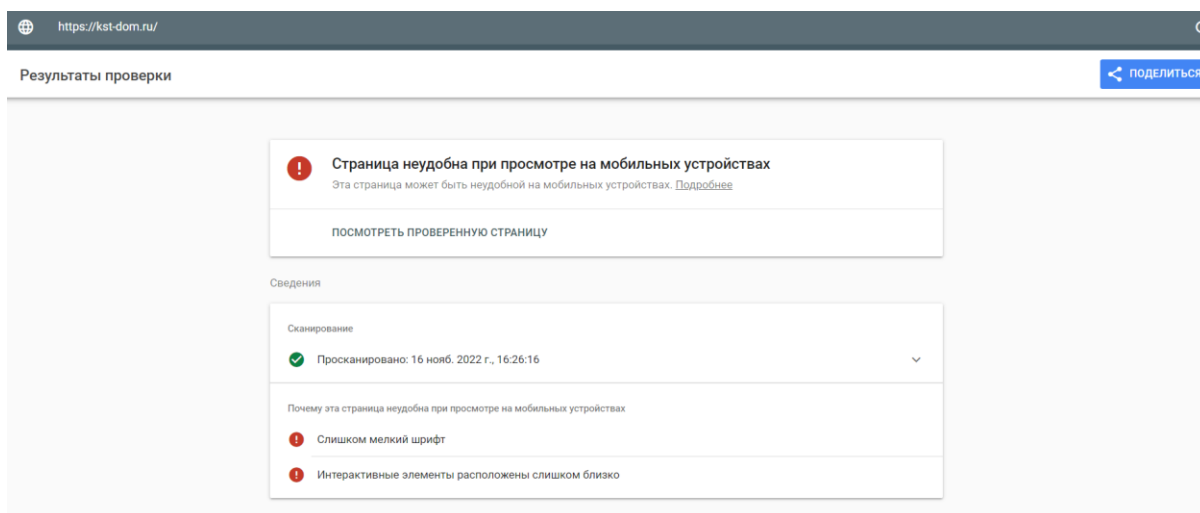 https://kst-dom.ru/
Результаты проверки
ПОДЕЛИТЬСЯ
Страница неудобна при просмотре на мобильных устройствах
Эта страница может быть неудобной на мобильных устройствах. Подробнее
ПОСМОТРЕТЬ ПРОВЕРЕННУЮ СТРАНИЦУ
Сведения
Сканирование
Просканировано: 16 нояб. 2022 г., 16:26:16
Почему эта страница неудобна при просмотре на мобильных устройствах
Слишком мелкий шрифт
Интерактивные элементы расположены слишком близко